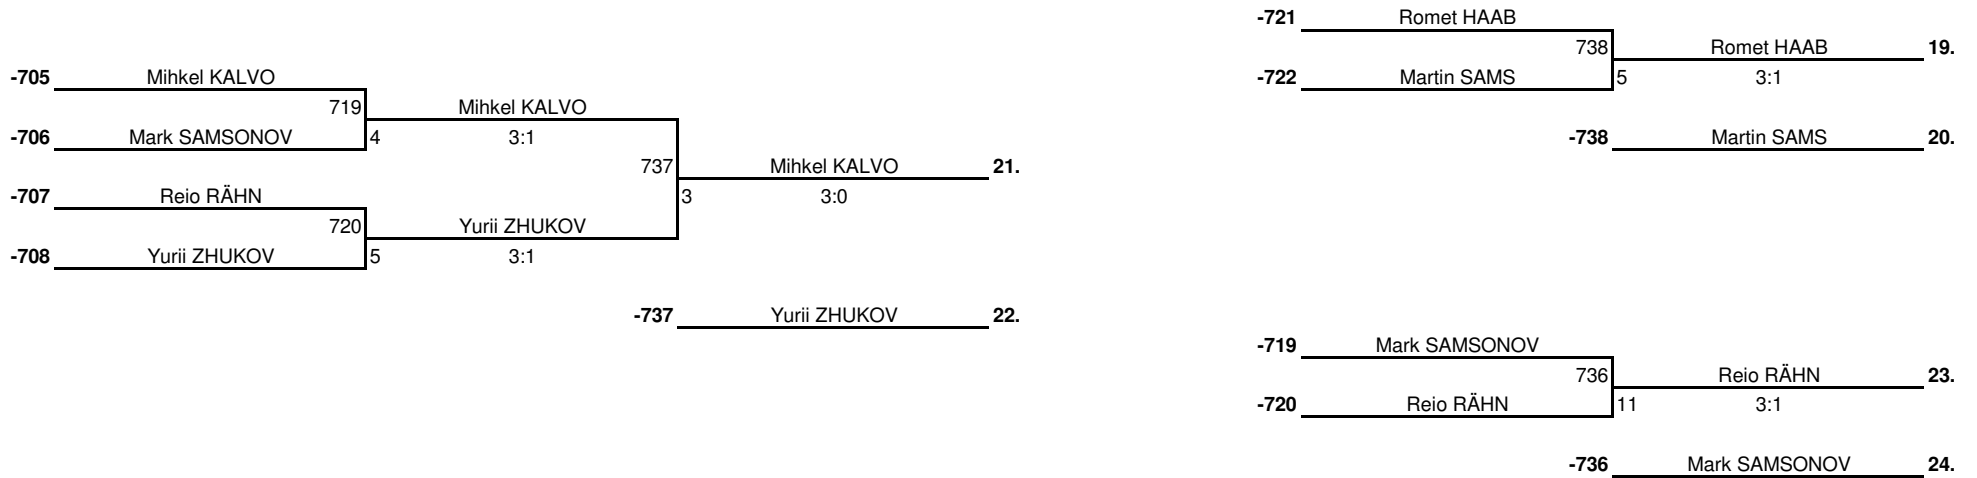 -721 Romet HAAB
738 Romet HAAB 19.
-722 Martin SAMS 5 3:1
-738 Martin SAMS 20.
-705 Mihkel KALVO
719 Mihkel KALVO
-706 Mark SAMSONOV 4 3:1
737 Mihkel KALVO 21.
-707 Reio RÄHN 3 3:0
720 Yurii ZHUKOV
-708 Yurii ZHUKOV 5 3:1
-737 Yurii ZHUKOV 22.
-719 Mark SAMSONOV
736 Reio RÄHN 23.
-720 Reio RÄHN 11 3:1
-736 Mark SAMSONOV 24.